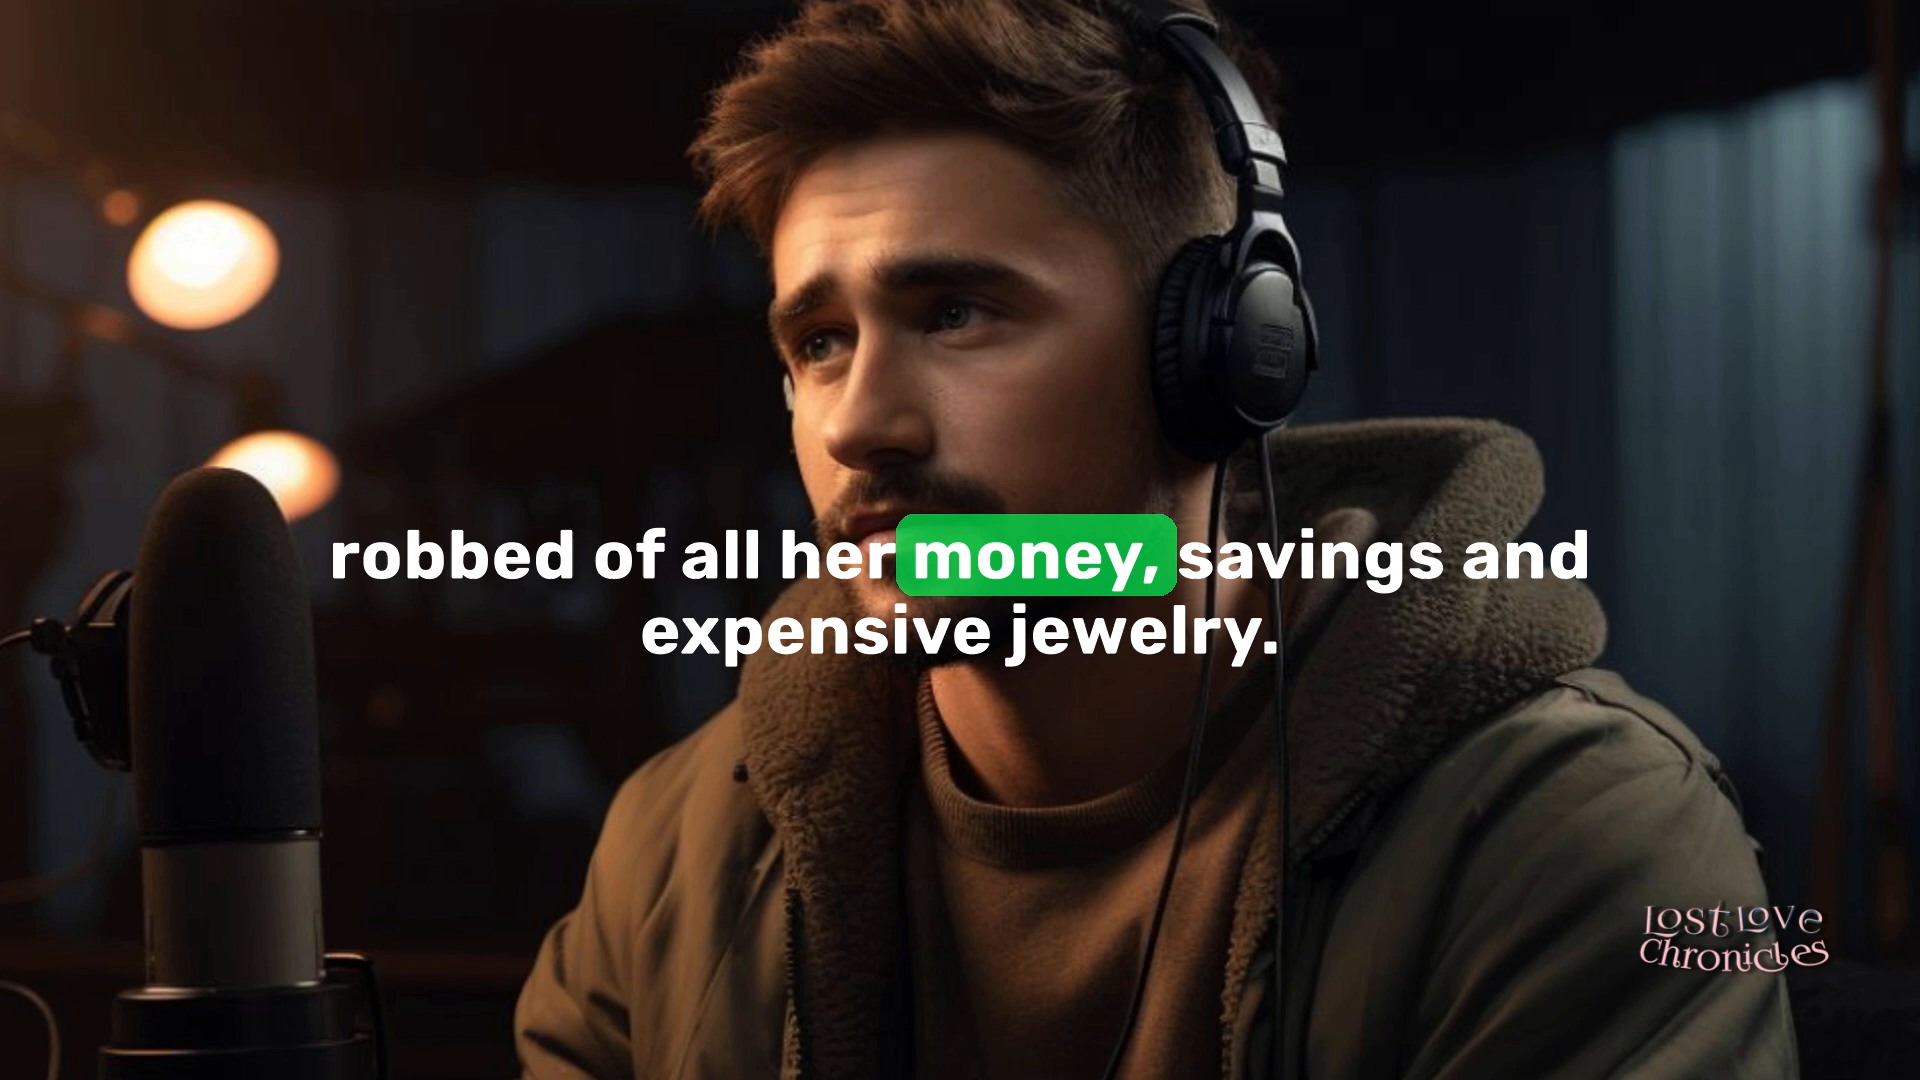 robbed of all her money, savings and
expensive jewelry.
Lost Love
Chronicles